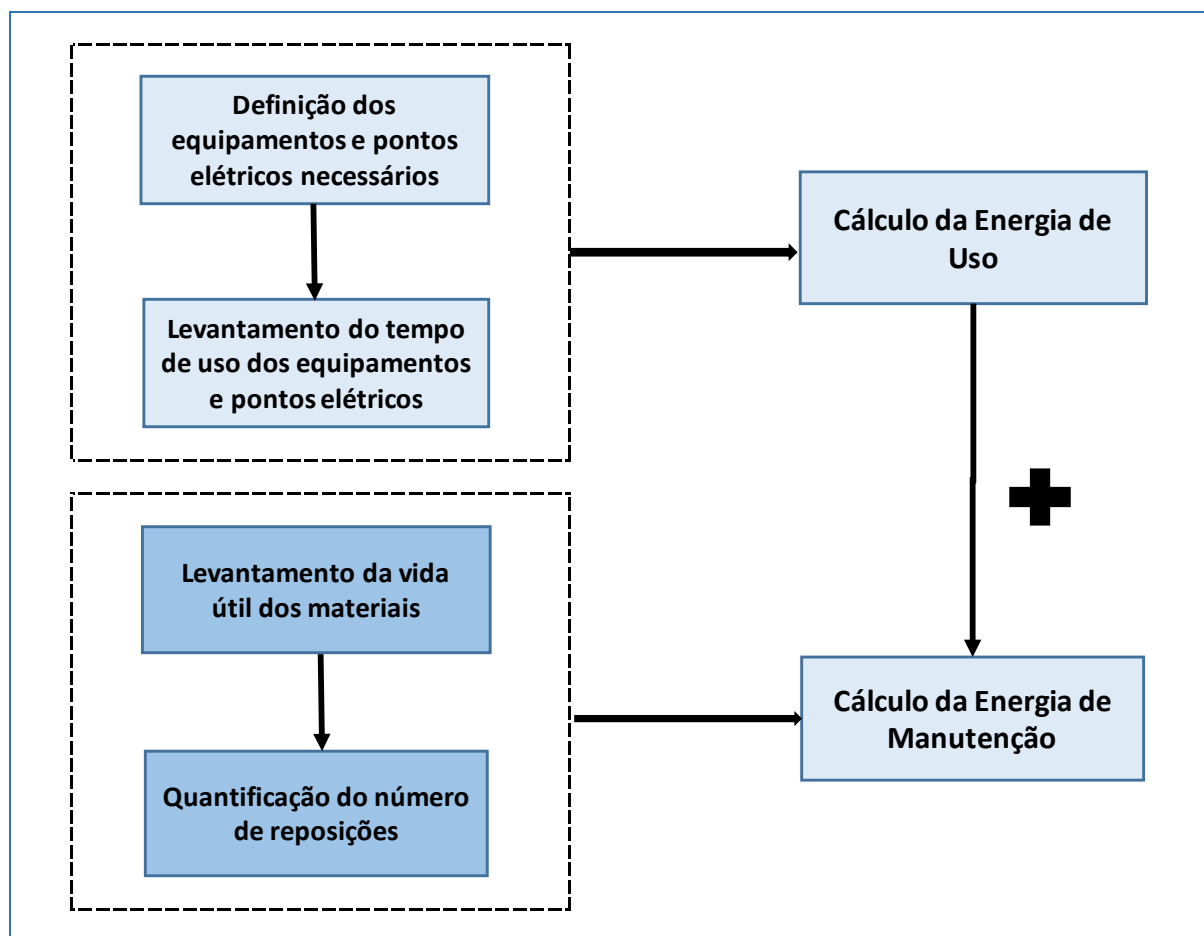 Definição dos
equipamentos e pontos
elétricos necessários
Levantamento do tempo
de uso dos equipamentos
e pontos elétricos
Cálculo da Energia de
Uso
Levantamento da vida
útil dos materiais
Quantificação do número
de reposições
Cálculo da Energia de
Manutenção